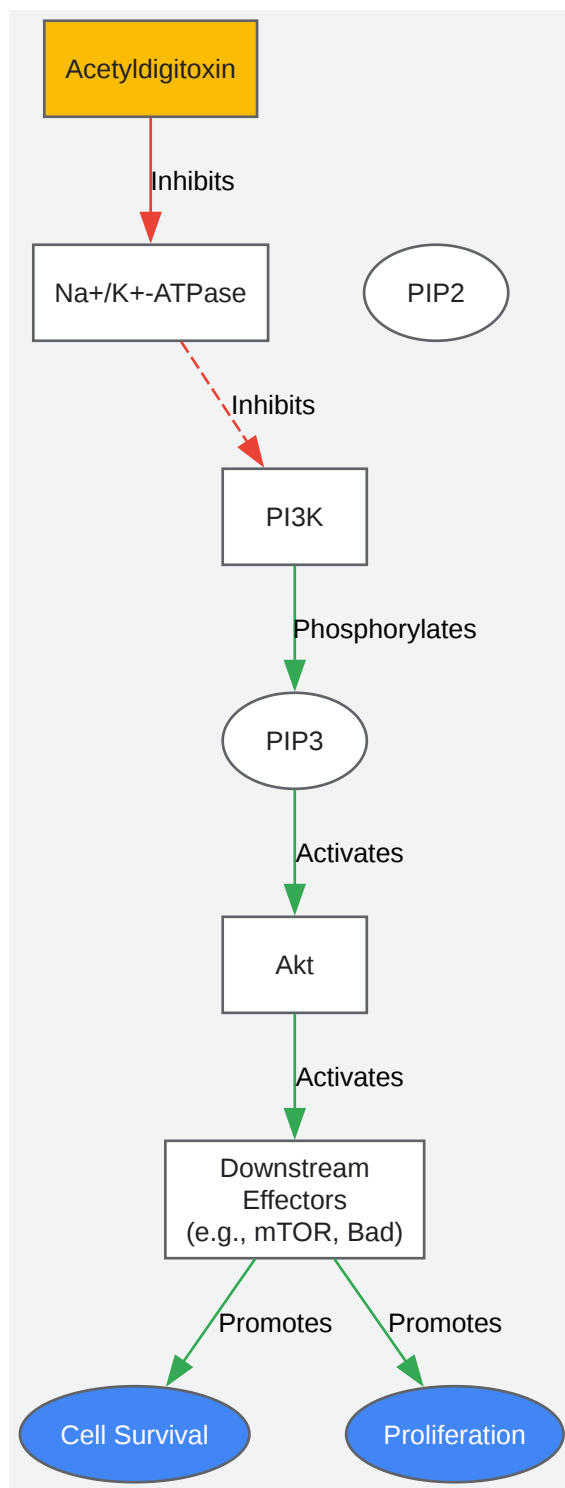 Acetyldigitoxin
Inhibits
Na+/K+-ATPase
PIP2
Inhibits
PI3K
Phosphorylates
PIP3
Activates
Akt
Activates
Downstream
Effectors
(e.g., mTOR, Bad)
Promotes
Promotes
Cell Survival
Proliferation